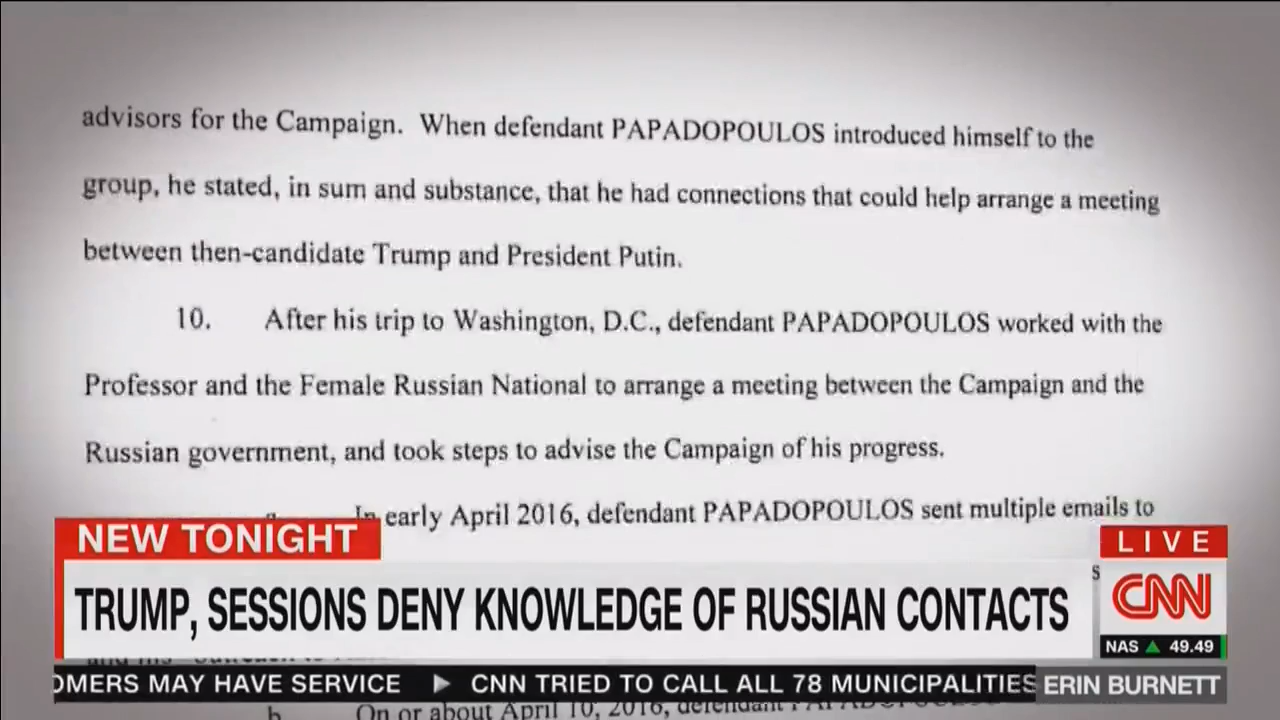 advisors for the Campaign. When defendant PAPADOPOULOS introduced himself to the
group, he stated, in sum and substance, that he had connections that could help arrange a meeting
between then-candidate Trump and President Putin.
10. After his trip to Washington, D.C., defendant PAPADOPOULOS worked with the
Professor and the Female Russian National to arrange a meeting between the Campaign and the
Russian government, and took steps to advise the Campaign of his progress.
In early April 2016, defendant PAPADOPOULOS sent multiple emails to
NEW TONIGHT
LIVE
TRUMP, SESSIONS DENY KNOWLEDGE OF RUSSIAN CONTACTS
s
CNN
NAS ▲ 49.49
OMERS MAY HAVE SERVICE ▶ CNN TRIED TO CALL ALL 78 MUNICIPALITIES
ERIN BURNETT
On or about April 10, 2016, defendant PAPADOPOULOS